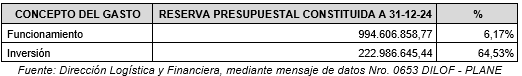 CONCEPTO DEL GASTO RESERVA PRESUPUESTAL CONSTITUIDA A 31-12-24 %
Funcionamiento 994.606.858,77 6,17%
Inversión 222.986.645,44 64,53%
Fuente: Dirección Logística y Financiera, mediante mensaje de datos Nro. 0653 DILOF - PLANE